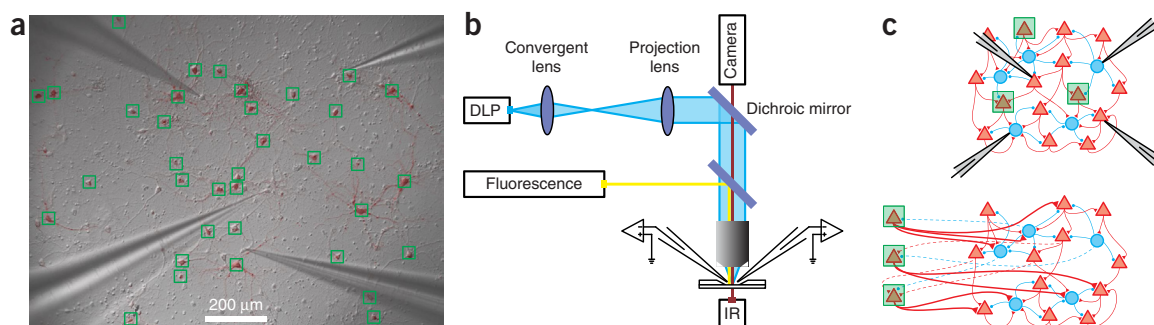 a
200 μm
b
Convergent
lens
Projection
lens
Camera
DLP
Dichroic mirror
Fluorescence
IR
c